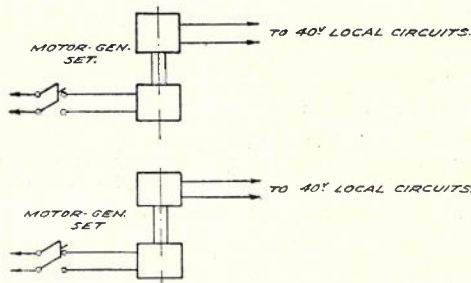 TO 40ⱽ LOCAL CIRCUITS.
MOTOR-GEN.
SET.
TO 40ⱽ LOCAL CIRCUITS.
MOTOR-GEN.
SET